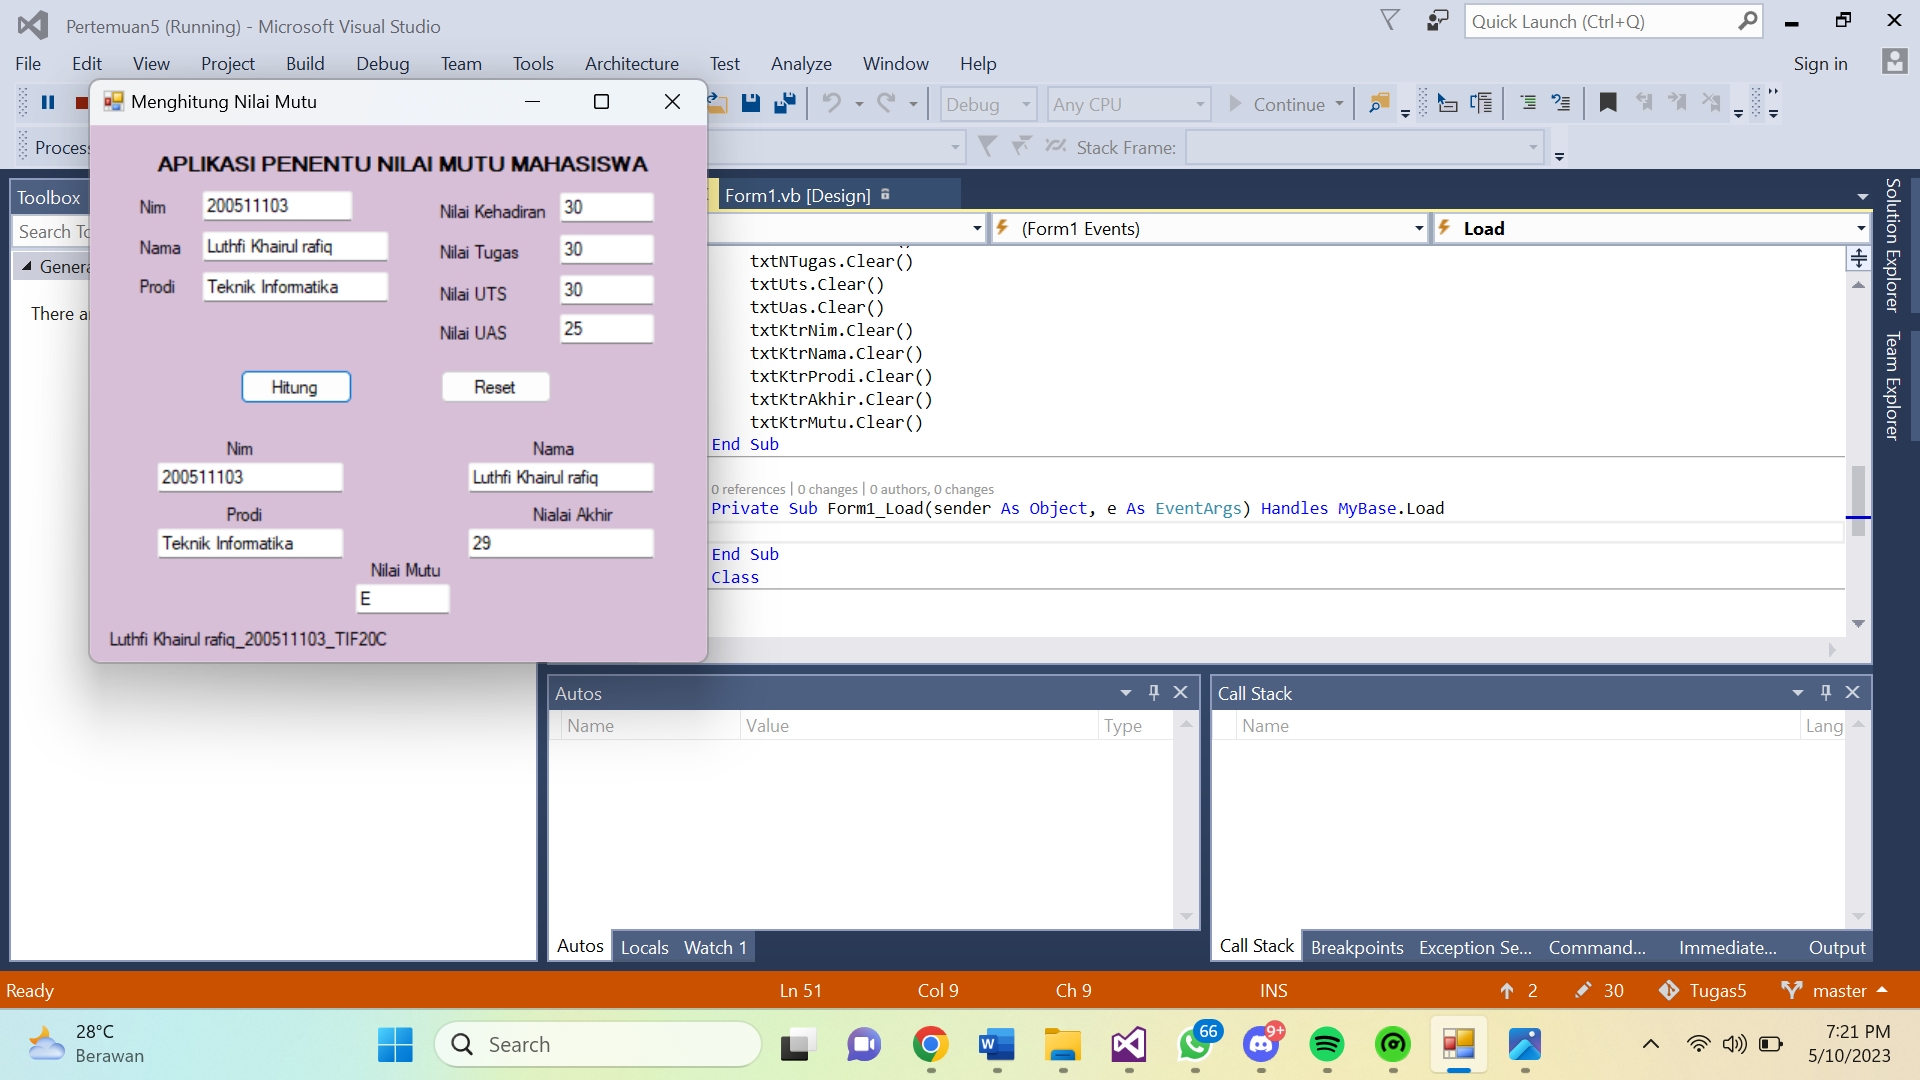 Pertemuan5 (Running) - Microsoft Visual Studio
Quick Launch (Ctrl+Q)
File Edit View Project Build Debug Team Tools Architecture Test Analyze Window Help Sign in
Debug Any CPU Continue
Stack Frame:
Menghitung Nilai Mutu
APLIKASI PENENTU NILAI MUTU MAHASISWA
Nim 200511103
Nama Luthfi Khairul rafiq
Prodi Teknik Informatika
Nilai Kehadiran 30
Nilai Tugas 30
Nilai UTS 30
Nilai UAS 25
Hitung Reset
Nim Nama
200511103 Luthfi Khairul rafiq
Prodi Nialai Akhir
Teknik Informatika 29
Nilai Mutu
E
Luthfi Khairul rafiq_200511103_TIF20C
Toolbox
Search
Form1.vb [Design]
(Form1 Events) Load
txtNTugas.Clear()
txtUts.Clear()
txtUas.Clear()
txtKtrNim.Clear()
txtKtrNama.Clear()
txtKtrProdi.Clear()
txtKtrAkhir.Clear()
txtKtrMutu.Clear()
End Sub
0 references | 0 changes | 0 authors, 0 changes
Private Sub Form1_Load(sender As Object, e As EventArgs) Handles MyBase.Load
End Sub
Class
Solution Explorer
Team Explorer
Autos
Name Value Type
Autos Locals Watch 1
Call Stack
Name Lang
Call Stack Breakpoints Exception Se... Command... Immediate... Output
Ready Ln 51 Col 9 Ch 9 INS 2 30 Tugas5 master
28°C
Berawan
Search
66
9+
7:21 PM
5/10/2023